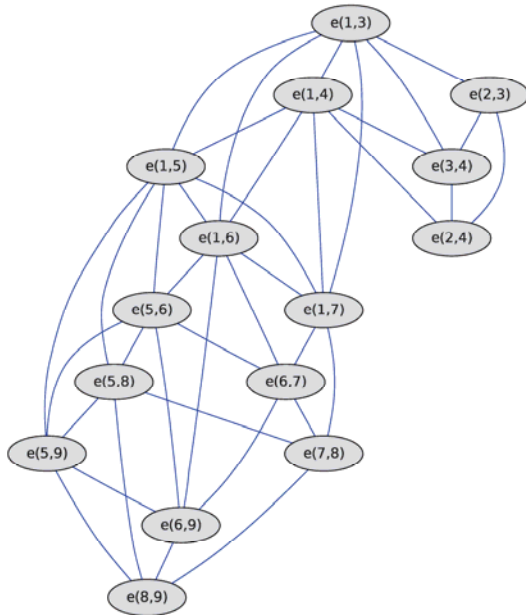 e(1,3)
e(1,4)
e(2,3)
e(1,5)
e(3,4)
e(1,6)
e(2,4)
e(5,6)
e(1,7)
e(5,8)
e(6,7)
e(5,9)
e(7,8)
e(6,9)
e(8,9)